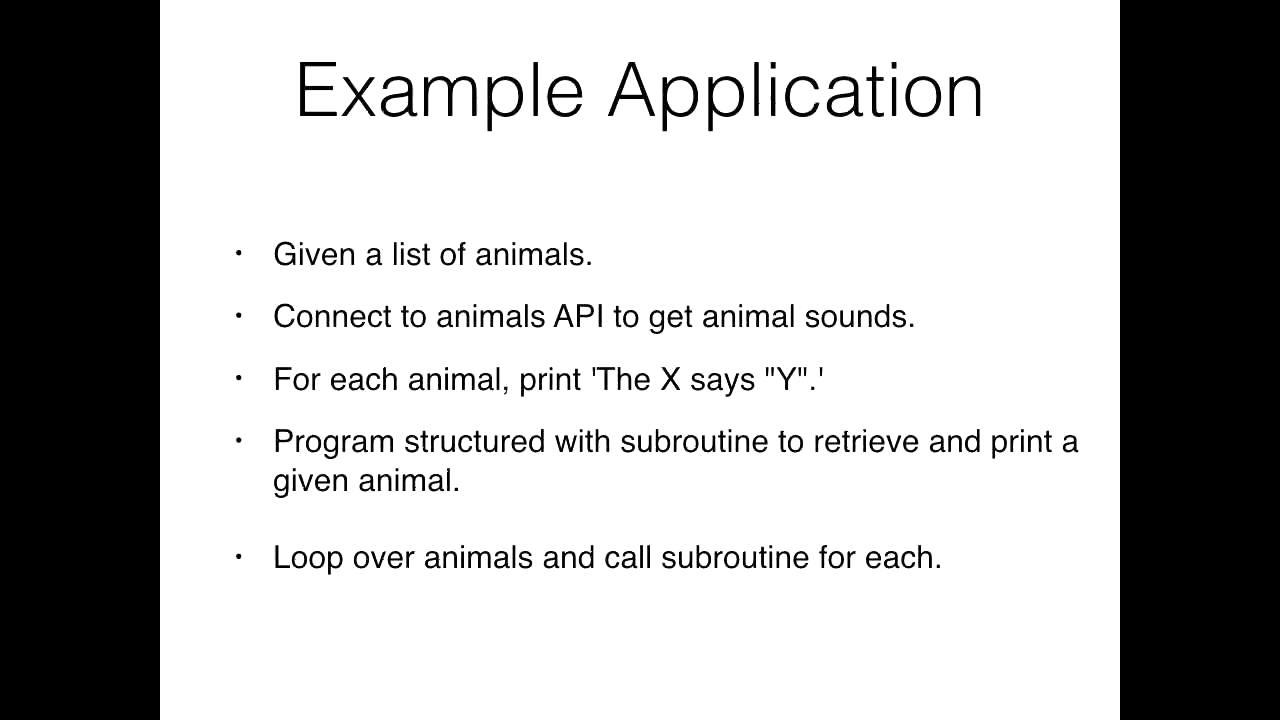 Example Application
• Given a list of animals.
• Connect to animals API to get animal sounds.
• For each animal, print 'The X says "Y".'
• Program structured with subroutine to retrieve and print a
given animal.
• Loop over animals and call subroutine for each.